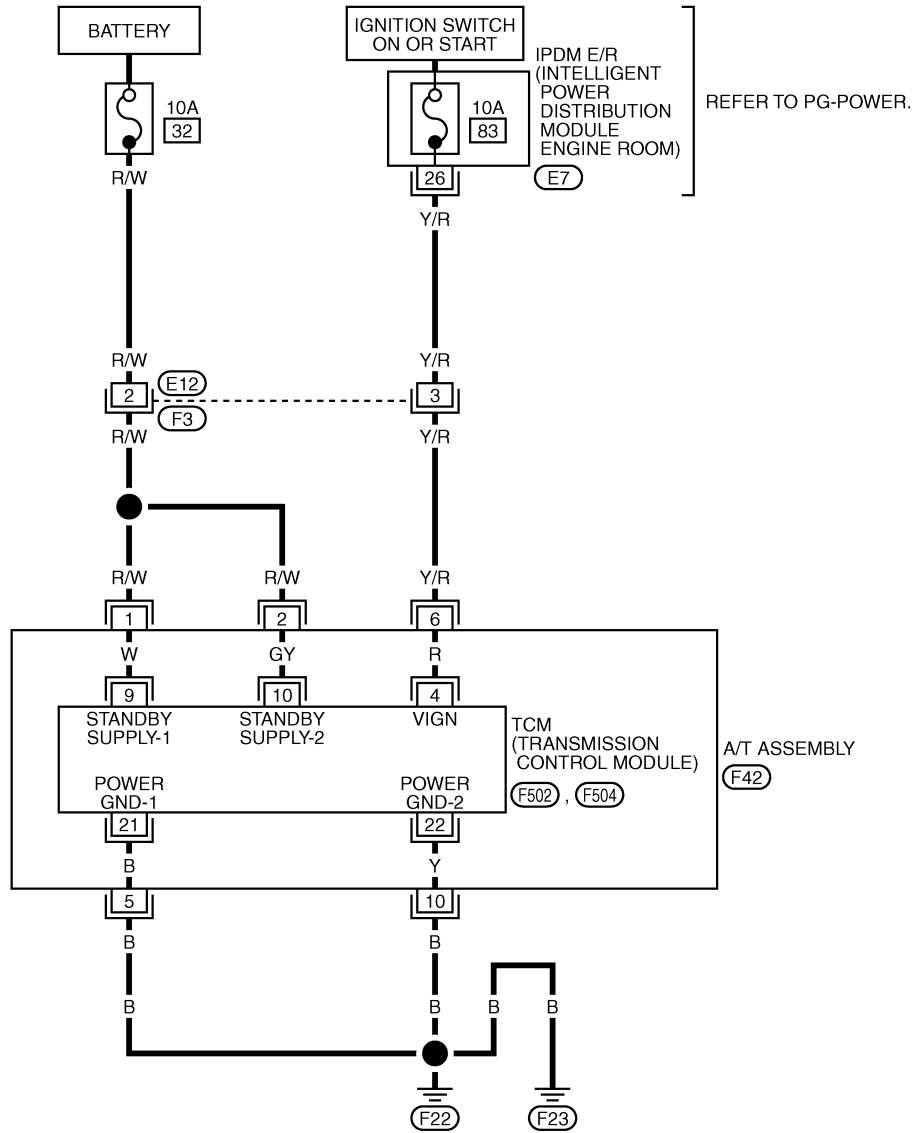 BATTERY
IGNITION SWITCH
ON OR START
10A
32
10A
83
IPDM E/R
(INTELLIGENT
POWER
DISTRIBUTION
MODULE
ENGINE ROOM)
E7
REFER TO PG-POWER.
26
R/W
Y/R
R/W
Y/R
2
E12
3
F3
R/W
Y/R
R/W
R/W
Y/R
1
2
6
W
GY
R
9
10
4
STANDBY
SUPPLY-1
STANDBY
SUPPLY-2
VIGN
TCM
(TRANSMISSION
CONTROL MODULE)
F502 , F504
A/T ASSEMBLY
F42
POWER
GND-1
POWER
GND-2
21
22
B
Y
5
10
B
B
B
B
B
B
F22
F23